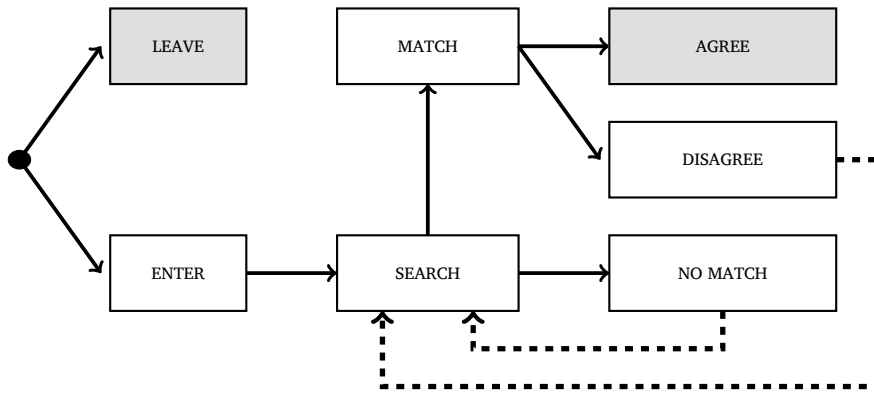 LEAVE
MATCH
AGREE
DISAGREE
ENTER
SEARCH
NO MATCH